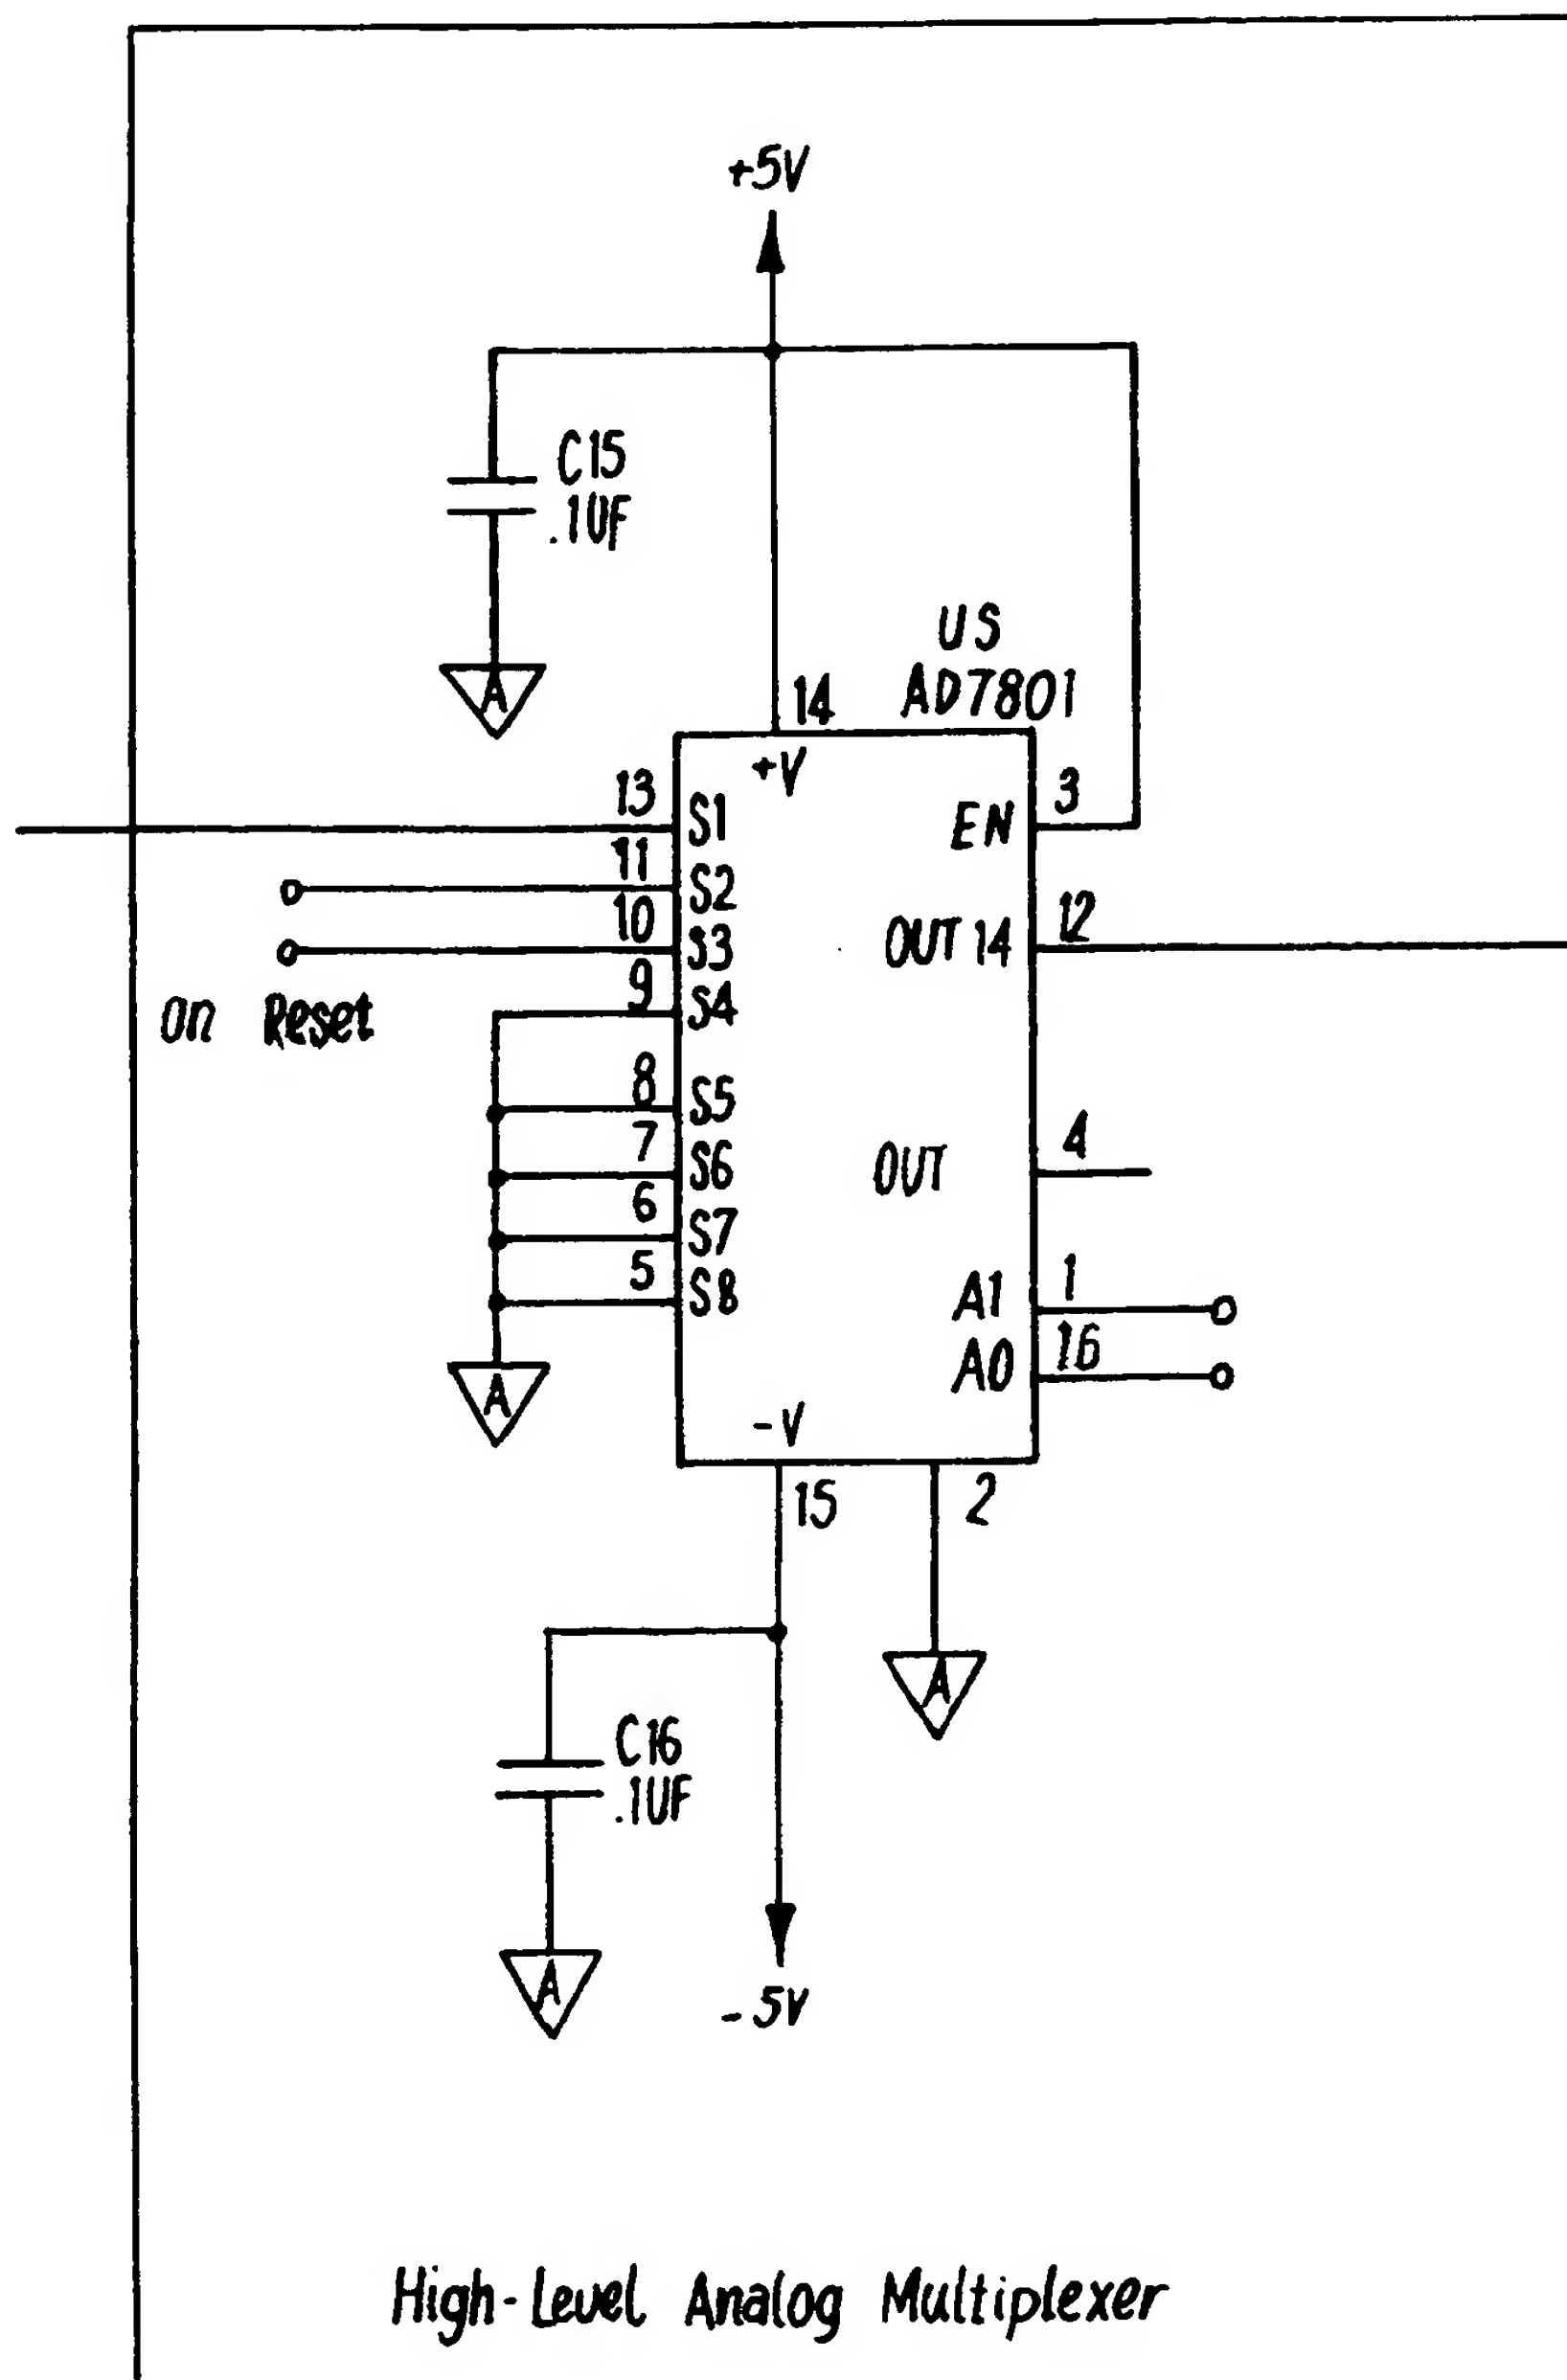 +5V
C15
.1UF
A
US
AD7801
14
+V
13
S1
EN
3
11
S2
10
S3
OUT 14
12
on Reset
9
S4
8
S5
7
S6
OUT
4
6
S7
5
S8
A1
1
A0
16
A
-V
15
2
A
C16
.1UF
A
-5V
High-Level Analog Multiplexer